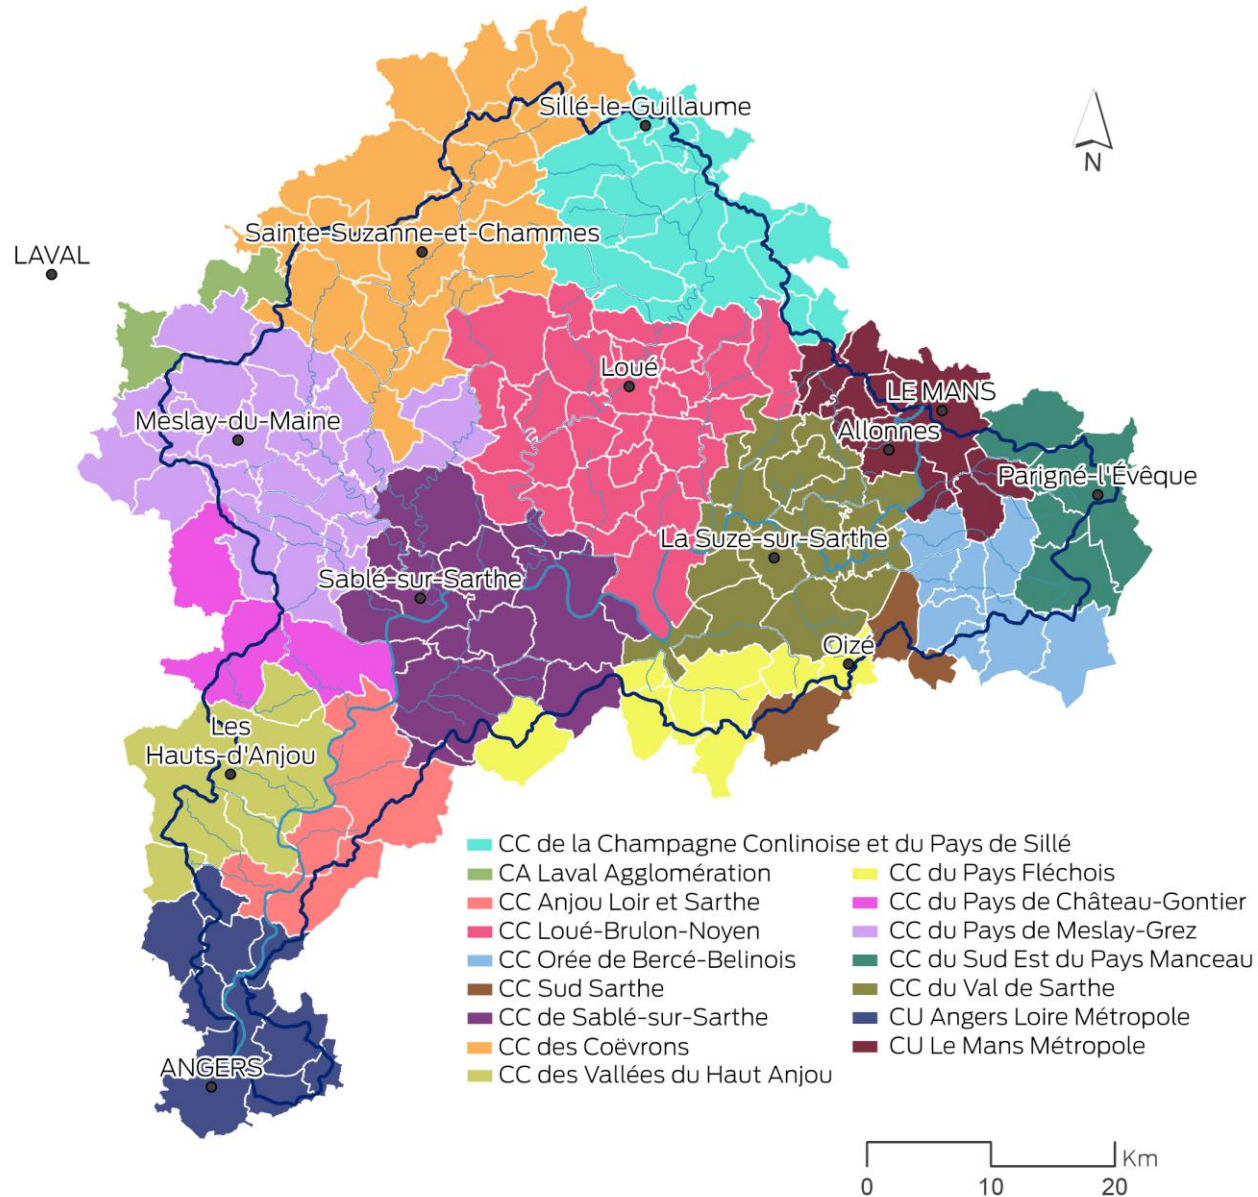 Sillé-le-Guillaume
N
Sainte-Suzanne-et-Chammes
LAVAL
Loué
LE MANS
Meslay-du-Maine
Allonnes
Parigné-l'Évêque
La Suze-sur-Sarthe
Sablé-sur-Sarthe
Oizé
Les
Hauts-d'Anjou
ANGERS
CC de la Champagne Conlinoise et du Pays de Sillé
CA Laval Agglomération
CC Anjou Loir et Sarthe
CC Loué-Brulon-Noyen
CC Orée de Bercé-Belinois
CC Sud Sarthe
CC de Sablé-sur-Sarthe
CC des Coëvrons
CC des Vallées du Haut Anjou
CC du Pays Fléchois
CC du Pays de Château-Gontier
CC du Pays de Meslay-Grez
CC du Sud Est du Pays Manceau
CC du Val de Sarthe
CU Angers Loire Métropole
CU Le Mans Métropole
Km
0 10 20